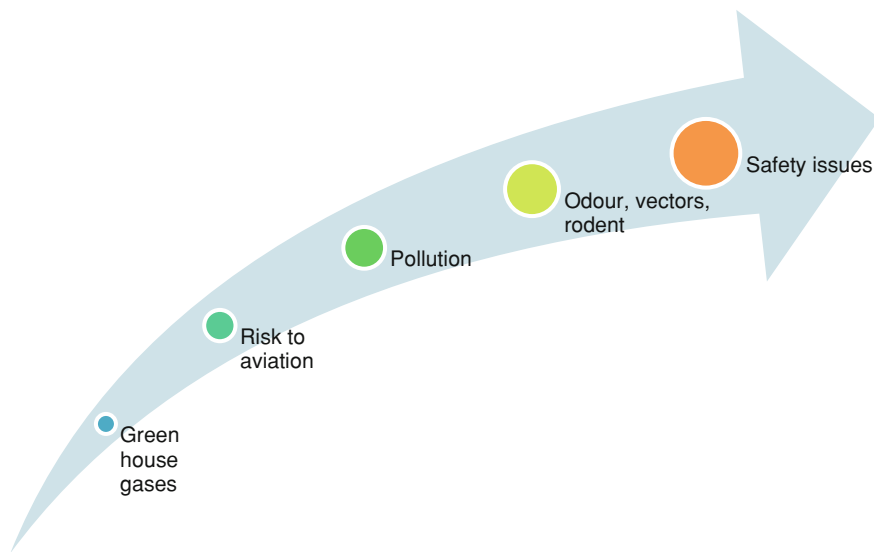 Green
house
gases
Risk to
aviation
Pollution
Odour, vectors,
rodent
Safety issues